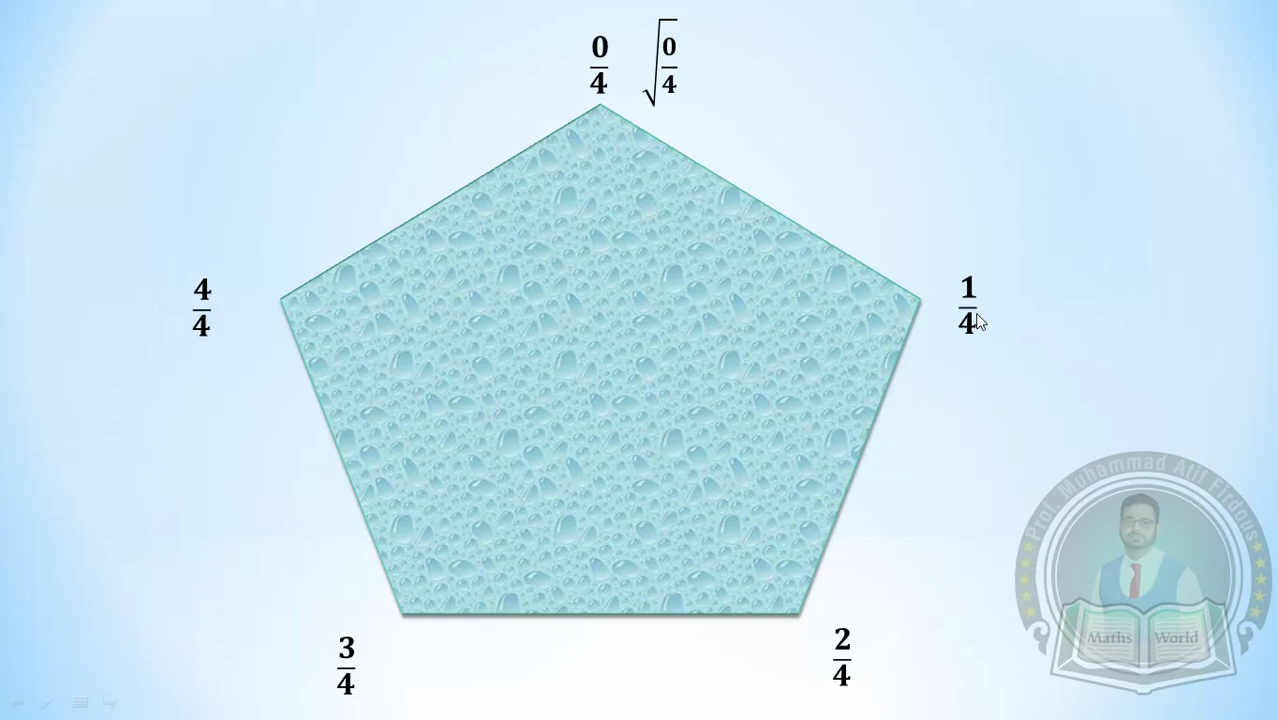 0/4 √(0/4)
4/4
1/4
3/4
2/4
Prof. Muhammad Atif Firdous
Maths World